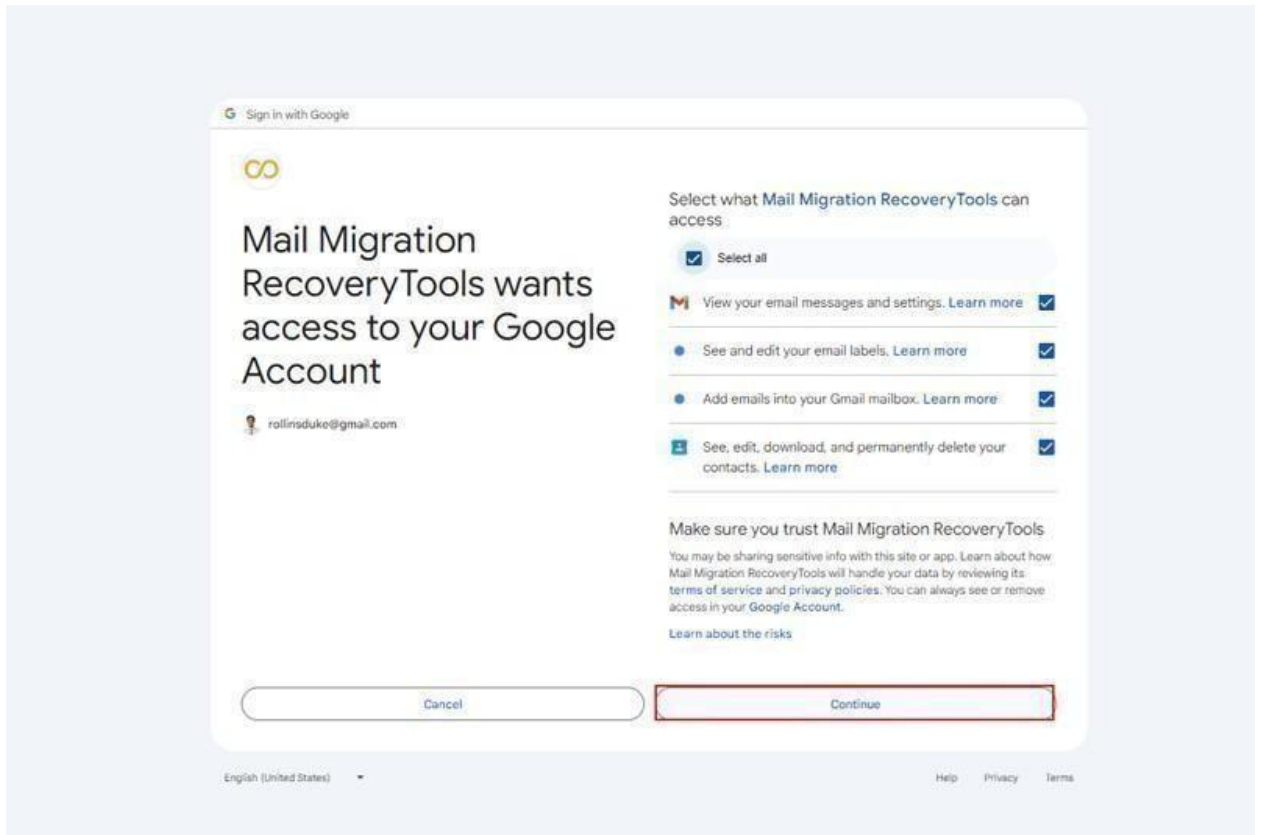 Sign in with Google
Mail Migration
RecoveryTools wants
access to your Google
Account
rollinsduke@gmail.com
Select what Mail Migration RecoveryTools can
access
Select all
View your email messages and settings. Learn more
See and edit your email labels. Learn more
Add emails into your Gmail mailbox. Learn more
See, edit, download, and permanently delete your
contacts. Learn more
Make sure you trust Mail Migration RecoveryTools
You may be sharing sensitive info with this site or app. Learn about how
Mail Migration RecoveryTools will handle your data by reviewing its
terms of service and privacy policies. You can always see or remove
access in your Google Account.
Learn about the risks
Cancel
Continue
English (United States)
Help Privacy Terms